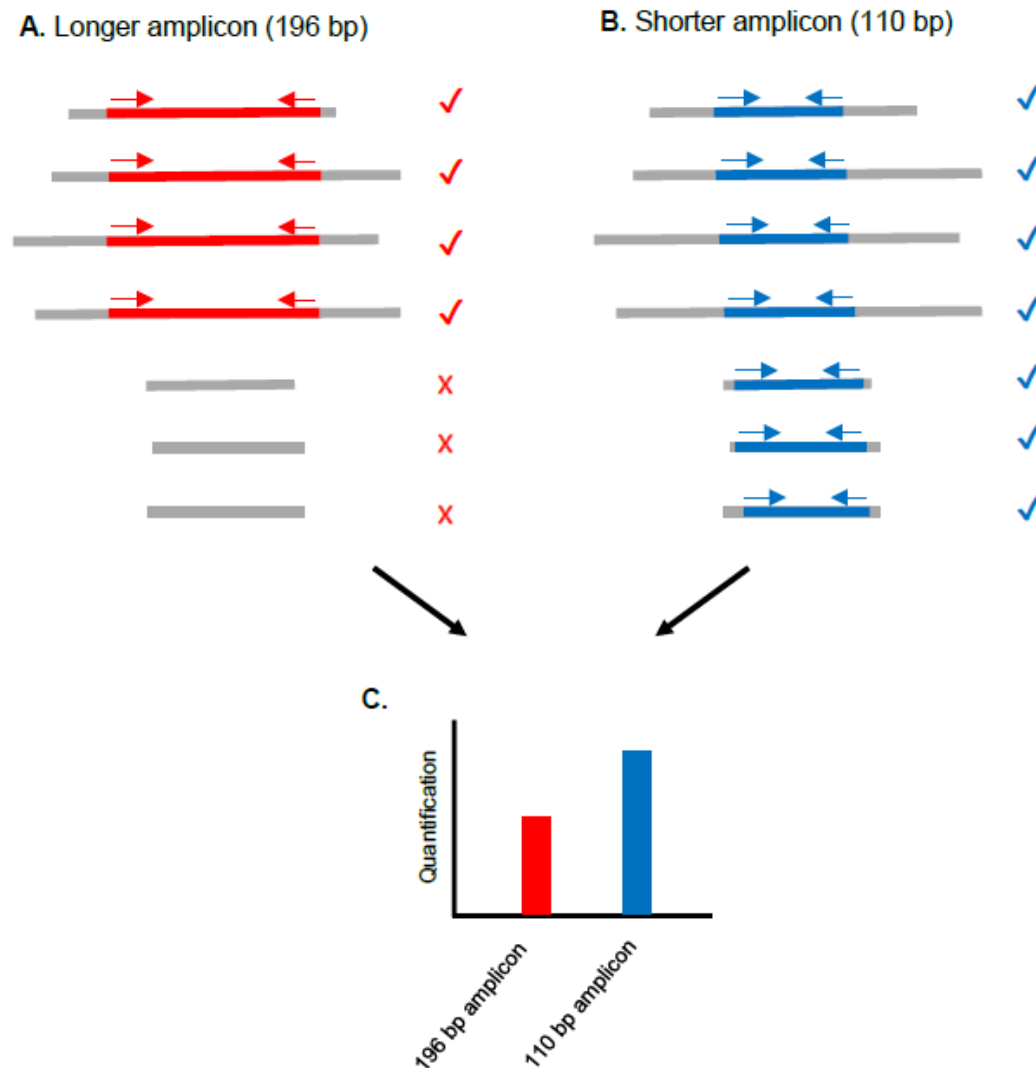 A. Longer amplicon (196 bp)
B. Shorter amplicon (110 bp)
✓
✓
✓
✓
✓
✓
✓
✓
X
✓
X
✓
X
✓
C.
Quantification
196 bp amplicon
110 bp amplicon